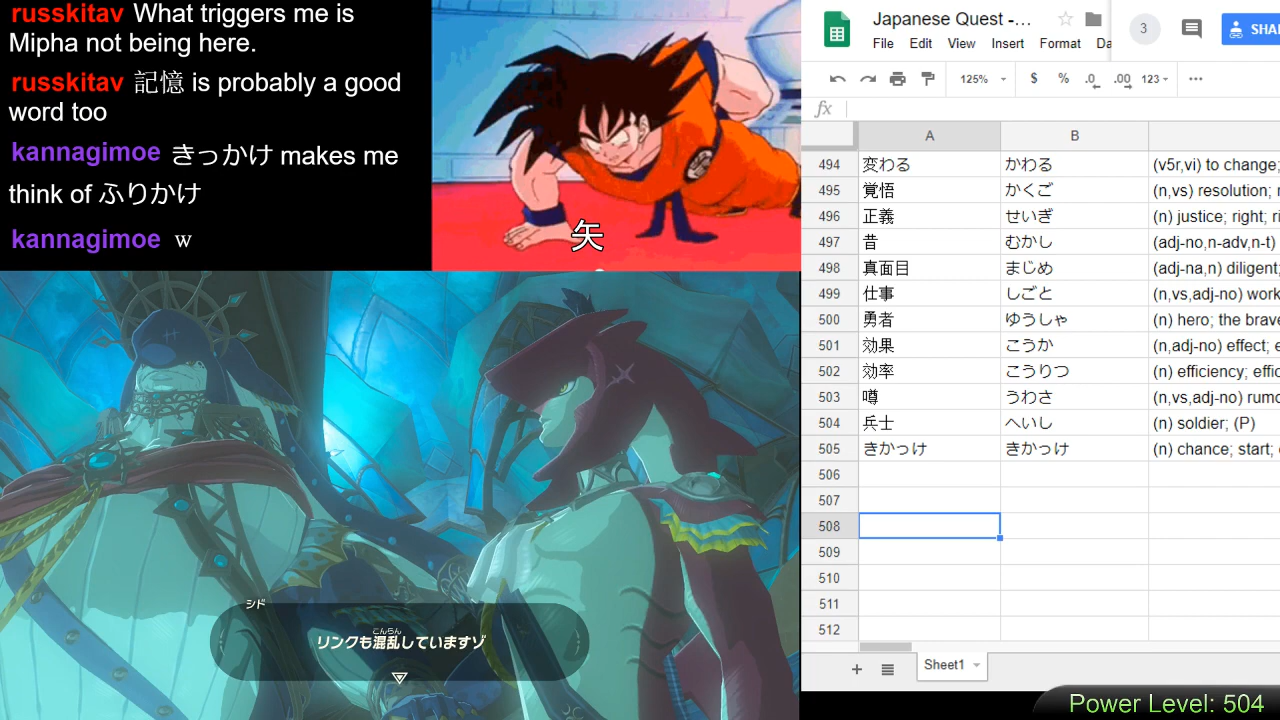 russkitav What triggers me is
Mipha not being here.
russkitav 記憶 is probably a good
word too
kannagimoe きっかけ makes me
think of ふりかけ
kannagimoe w
矢
シド
こんらん
リンクも混乱していますゾ
Japanese Quest -...
File Edit View Insert Format Da
3
SHAR
125% $ % .0 .00 123 ...
fx
A B
494 変わる かわる (v5r,vi) to change;
495 覚悟 かくご (n,vs) resolution; r
496 正義 せいぎ (n) justice; right; r
497 昔 むかし (adj-no,n-adv,n-t)
498 真面目 まじめ (adj-na,n) diligent;
499 仕事 しごと (n,vs,adj-no) work
500 勇者 ゆうしゃ (n) hero; the brave
501 効果 こうか (n,adj-no) effect; e
502 効率 こうりつ (n) efficiency; effic
503 噂 うわさ (n,vs,adj-no) rumo
504 兵士 へいし (n) soldier; (P)
505 きかっけ きかっけ (n) chance; start;
506
507
508
509
510
511
512
Sheet1
Power Level: 504